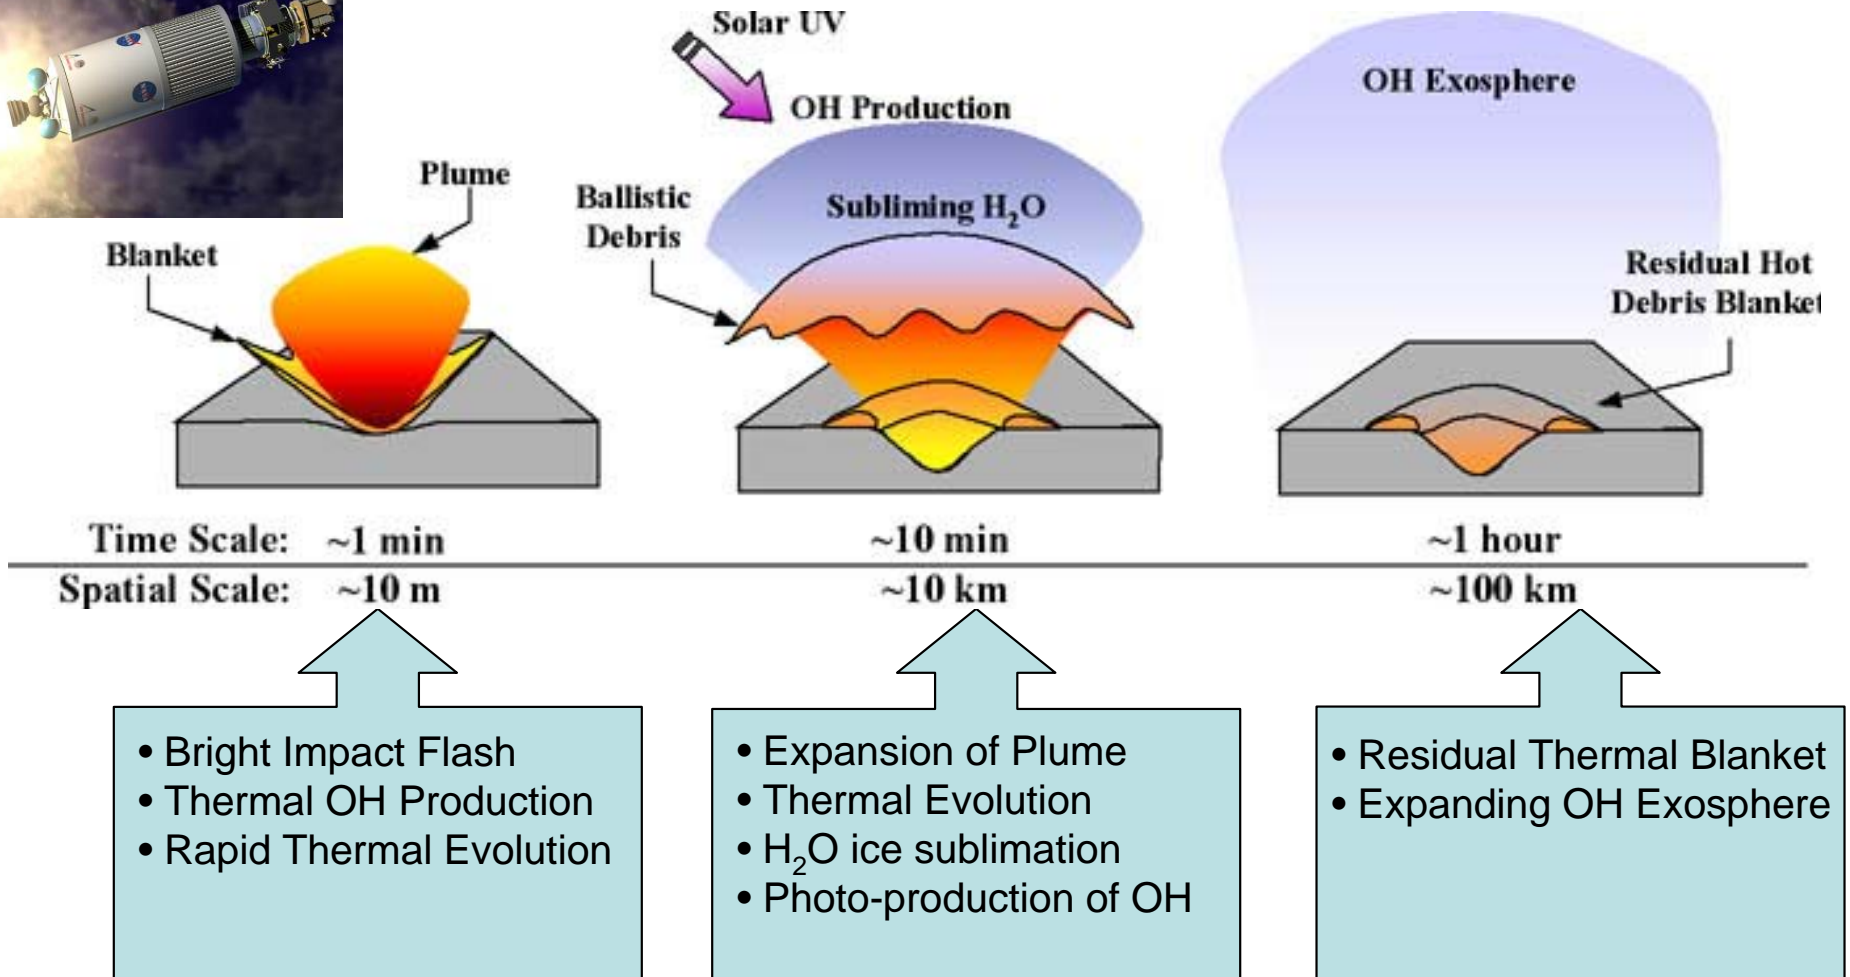 Solar UV
OH Production
OH Exosphere
Plume
Ballistic
Debris
Subliming H₂O
Blanket
Residual Hot
Debris Blanket
Time Scale: ~1 min ~10 min ~1 hour
Spatial Scale: ~10 m ~10 km ~100 km
• Bright Impact Flash
• Thermal OH Production
• Rapid Thermal Evolution
• Expansion of Plume
• Thermal Evolution
• H₂O ice sublimation
• Photo-production of OH
• Residual Thermal Blanket
• Expanding OH Exosphere